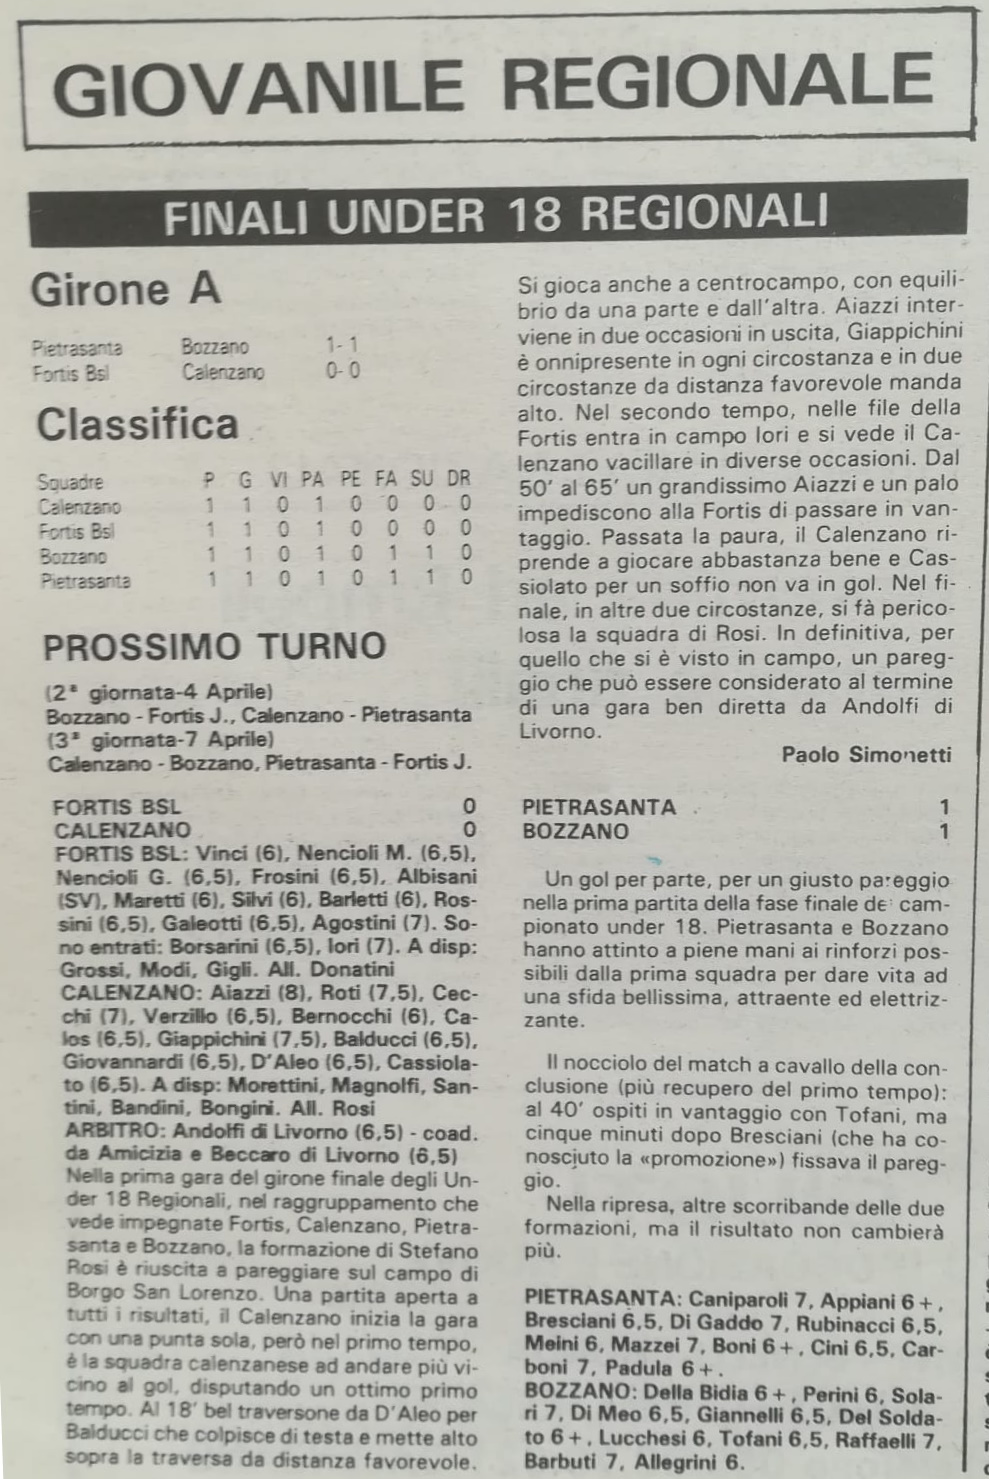 GIOVANILE REGIONALE
FINALI UNDER 18 REGIONALI
Girone A
Pietrasanta Bozzano 1-1
Fortis Bsl Calenzano 0-0
Classifica
Squadre P G VI PA PE FA SU DR
Calenzano 1 1 0 1 0 0 0 0
Fortis Bsl 1 1 0 1 0 0 0 0
Bozzano 1 1 0 1 0 1 1 0
Pietrasanta 1 1 0 1 0 1 1 0
PROSSIMO TURNO
(2ª giornata-4 Aprile)
Bozzano - Fortis J., Calenzano - Pietrasanta
(3ª giornata-7 Aprile)
Calenzano - Bozzano, Pietrasanta - Fortis J.
FORTIS BSL 0
CALENZANO 0
FORTIS BSL: Vinci (6), Nencioli M. (6,5),
Nencioli G. (6,5), Frosini (6,5), Albisani
(SV), Maretti (6), Silvi (6), Barletti (6), Ros-
sini (6,5), Galeotti (6,5), Agostini (7). So-
no entrati: Borsarini (6,5), Iori (7). A disp:
Grossi, Modi, Gigli. All. Donatini
CALENZANO: Aiazzi (8), Roti (7,5), Cec-
chi (7), Verzillo (6,5), Bernocchi (6), Ca-
los (6,5), Giappichini (7,5), Balducci (6,5),
Giovannardi (6,5), D'Aleo (6,5), Cassiola-
to (6,5). A disp: Morettini, Magnolfi, San-
tini, Bandini, Bongini. All. Rosi
ARBITRO: Andolfi di Livorno (6,5) - coad.
da Amicizia e Beccaro di Livorno (6,5)
Nella prima gara del girone finale degli Un-
der 18 Regionali, nel raggruppamento che
vede impegnate Fortis, Calenzano, Pietra-
santa e Bozzano, la formazione di Stefano
Rosi è riuscita a pareggiare sul campo di
Borgo San Lorenzo. Una partita aperta a
tutti i risultati, il Calenzano inizia la gara
con una punta sola, però nel primo tempo,
è la squadra calenzanese ad andare più vi-
cino al gol, disputando un ottimo primo
tempo. Al 18' bel traversone da D'Aleo per
Balducci che colpisce di testa e mette alto
sopra la traversa da distanza favorevole.
Si gioca anche a centrocampo, con equili-
brio da una parte e dall'altra. Aiazzi inter-
viene in due occasioni in uscita, Giappichini
è onnipresente in ogni circostanza e in due
circostanze da distanza favorevole manda
alto. Nel secondo tempo, nelle file della
Fortis entra in campo Iori e si vede il Ca-
lenzano vacillare in diverse occasioni. Dal
50' al 65' un grandissimo Aiazzi e un palo
impediscono alla Fortis di passare in van-
taggio. Passata la paura, il Calenzano ri-
prende a giocare abbastanza bene e Cas-
siolato per un soffio non va in gol. Nel fi-
nale, in altre due circostanze, si fà perico-
losa la squadra di Rosi. In definitiva, per
quello che si è visto in campo, un pareg-
gio che può essere considerato al termine
di una gara ben diretta da Andolfi di
Livorno.
Paolo Simonetti
PIETRASANTA 1
BOZZANO 1
Un gol per parte, per un giusto pareggio
nella prima partita della fase finale del cam-
pionato under 18. Pietrasanta e Bozzano
hanno attinto a piene mani ai rinforzi pos-
sibili dalla prima squadra per dare vita ad
una sfida bellissima, attraente ed elettriz-
zante.
Il nocciolo del match a cavallo della con-
clusione (più recupero del primo tempo):
al 40' ospiti in vantaggio con Tofani, ma
cinque minuti dopo Bresciani (che ha co-
nosciuto la «promozione») fissava il pareg-
gio.
Nella ripresa, altre scorribande delle due
formazioni, ma il risultato non cambierà
più.
PIETRASANTA: Caniparoli 7, Appiani 6+,
Bresciani 6,5, Di Gaddo 7, Rubinacci 6,5,
Meini 6, Mazzei 7, Boni 6+, Cini 6,5, Car-
boni 7, Padula 6+.
BOZZANO: Della Bidia 6+, Perini 6, Sola-
ri 7, Di Meo 6,5, Giannelli 6,5, Del Solda-
to 6+, Lucchesi 6, Tofani 6,5, Raffaelli 7,
Barbuti 7, Allegrini 6.